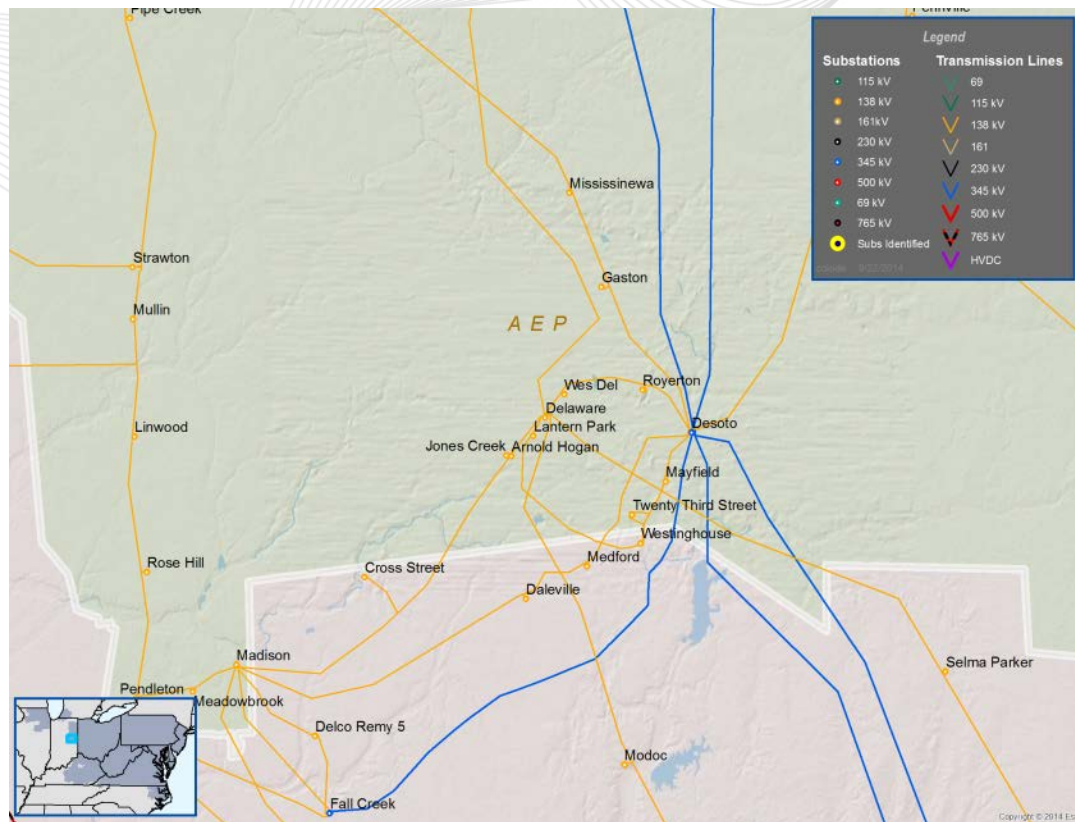 Pipe Creek
Legend
Substations
115 kV
138 kV
161kV
230 kV
345 kV
500 kV
69 kV
765 kV
Subs Identified
Transmission Lines
69
115 kV
138 kV
161
230 kV
345 kV
500 kV
765 kV
HVDC
Mississinewa
Strawton
Gaston
Mullin
AEP
Wes Del
Royerton
Delaware
Desoto
Linwood
Lantern Park
Jones Creek
Arnold Hogan
Mayfield
Twenty Third Street
Westinghouse
Medford
Rose Hill
Cross Street
Daleville
Madison
Selma Parker
Pendleton
Meadowbrook
Delco Remy 5
Modoc
Fall Creek